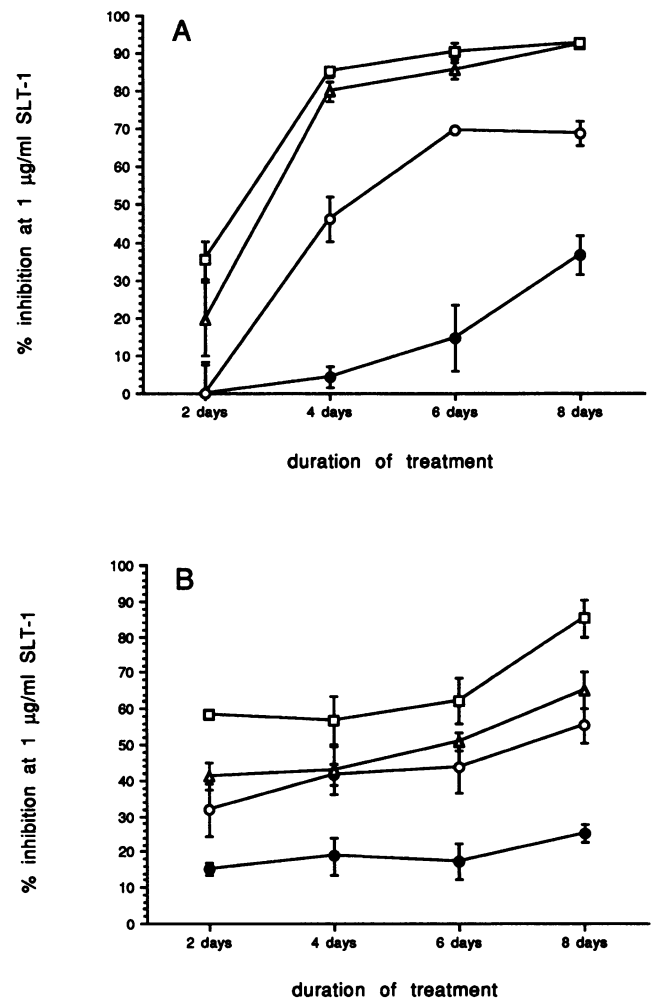 A
100
90
80
70
60
50
40
30
20
10
0
% inhibition at 1 µg/ml SLT-1
2 days 4 days 6 days 8 days
duration of treatment
B
100
90
80
70
60
50
40
30
20
10
0
% inhibition at 1 µg/ml SLT-1
2 days 4 days 6 days 8 days
duration of treatment